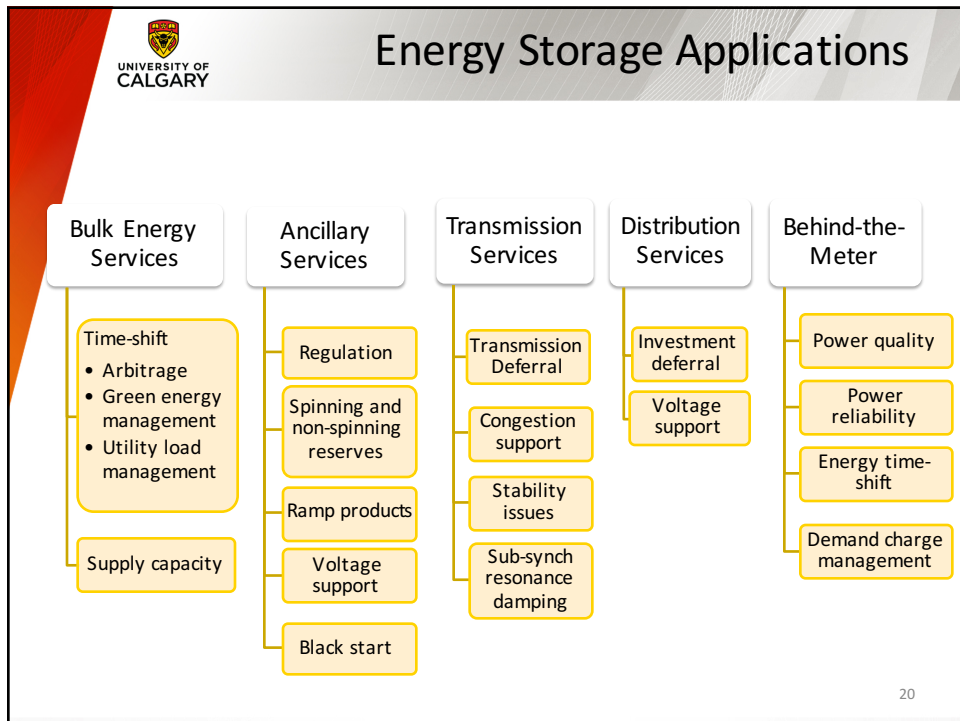 UNIVERSITY OF
CALGARY
Energy Storage Applications
Bulk Energy
Services
Time-shift
• Arbitrage
• Green energy
management
• Utility load
management
Supply capacity
Ancillary
Services
Regulation
Spinning and
non-spinning
reserves
Ramp products
Voltage
support
Black start
Transmission
Services
Transmission
Deferral
Congestion
support
Stability
issues
Sub-synch
resonance
damping
Distribution
Services
Investment
deferral
Voltage
support
Behind-the-
Meter
Power quality
Power
reliability
Energy time-
shift
Demand charge
management
20